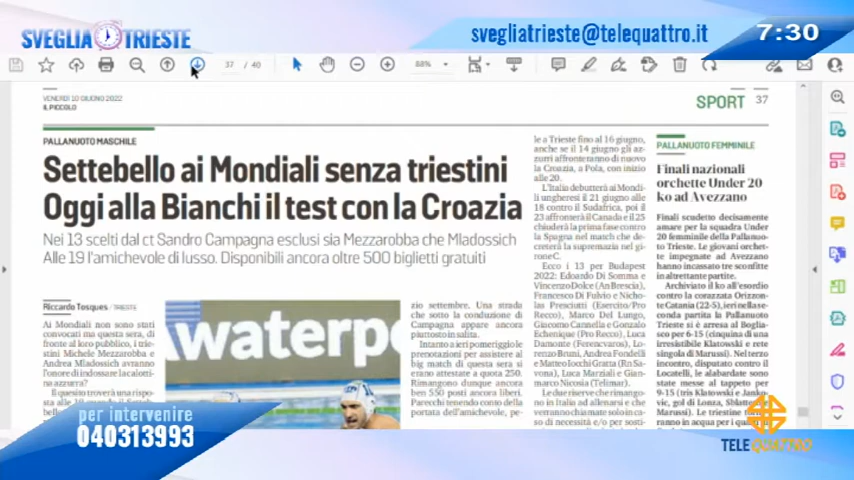 SVEGLIA TRIESTE
svegliatrieste@telequattro.it
7:30
37 / 40
88%
VENERDÌ 10 GIUGNO 2022
IL PICCOLO
SPORT 37
PALLANUOTO MASCHILE
Settebello ai Mondiali senza triestini
Oggi alla Bianchi il test con la Croazia
Nei 13 scelti dal ct Sandro Campagna esclusi sia Mezzarobba che Mladossich
Alle 19 l'amichevole di lusso. Disponibili ancora oltre 500 biglietti gratuiti
Riccardo Tosques / TRIESTE
Ai Mondiali non sono stati
convocati ma questa sera, di
fronte al loro pubblico, i trie-
stini Michele Mezzarobba e
Andrea Mladossich avranno
l'onore di indossare la calotti-
na azzurra?
Il quesito troverà una rispo-
waterpo
zio settembre. Una strada
che sotto la conduzione di
Campagna appare ancora
piuttosto in salita.
Intanto a ieri pomeriggio le
prenotazioni per assistere al
big match di questa sera si
erano attestate a quota 250.
Rimangono dunque ancora
ben 550 posti ancora liberi.
Parecchi tenendo conto della
portata dell'amichevole, pe-
le a Trieste fino al 16 giugno,
anche se il 14 giugno gli az-
zurri affronteranno di nuovo
la Croazia, a Pola, con inizio
alle 20.
L'Italia debutterà ai Mondi-
ali ungheresi il 21 giugno alle
18 contro il Sudafrica, poi il
23 affronterà il Canada e il 25
chiuderà la prima fase contro
la Spagna nel match che de-
creterà la supremazia nel gi-
rone C.
Ecco i 13 per Budapest
2022: Edoardo Di Somma e
Vincenzo Dolce (An Brescia),
Francesco Di Fulvio e Nicho-
las Presciutti (Esercito/Pro
Recco), Marco Del Lungo,
Giacomo Cannella e Gonzalo
Echenique (Pro Recco), Luca
Damonte (Ferencvaros), Lo-
renzo Bruni, Andrea Fondelli
e Matteo Iocchi Gratta (Rn Sa-
vona), Luca Marziali e Gian-
marco Nicosia (Telimar).
Le due riserve che rimango-
no in Italia ad allenarsi e che
verranno chiamate solo in ca-
so di necessità e/o per sosti-
PALLANUOTO FEMMINILE
Finali nazionali
orchette Under 20
ko ad Avezzano
Finali scudetto decisamente
amare per la squadra Under
20 femminile della Pallanuo-
to Trieste. Le giovani orchet-
te impegnate ad Avezzano
hanno incassato tre sconfitte
in altrettante partite.
Archiviato il ko all'esordio
contro la corazzata Orizzon-
te Catania (22-5), ieri nella se-
conda partita la Pallanuoto
Trieste si è arresa al Boglia-
sco per 6-15 (cinquina di una
irresistibile Klatowski e rete
singola di Marussi). Nel terzo
incontro, disputato contro il
Locatelli, le alabardate sono
state messe al tappeto per
9-15 (tris Klatowski e Janko-
vic, gol di Lonza, Sblattero e
Marussi). Le triestine
per intervenire
040313993
TELEQUATTRO